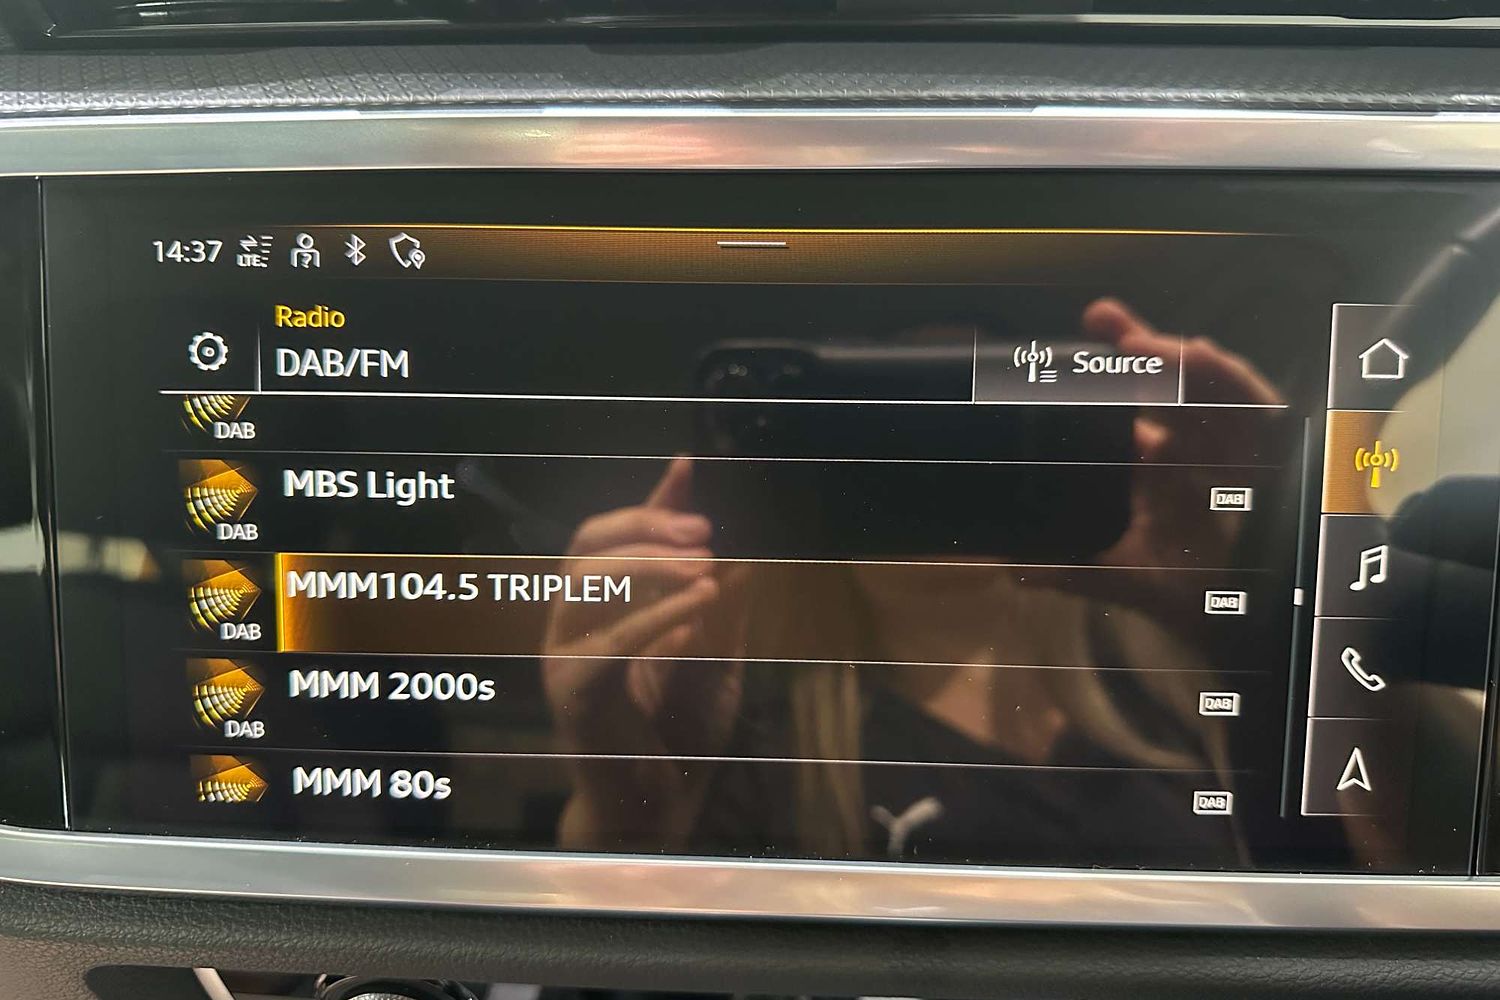 14:37 LTE
Radio
DAB/FM
Source
DAB
MBS Light
DAB
DAB
MMM104.5 TRIPLEM
DAB
DAB
MMM 2000s
DAB
DAB
MMM 80s
DAB